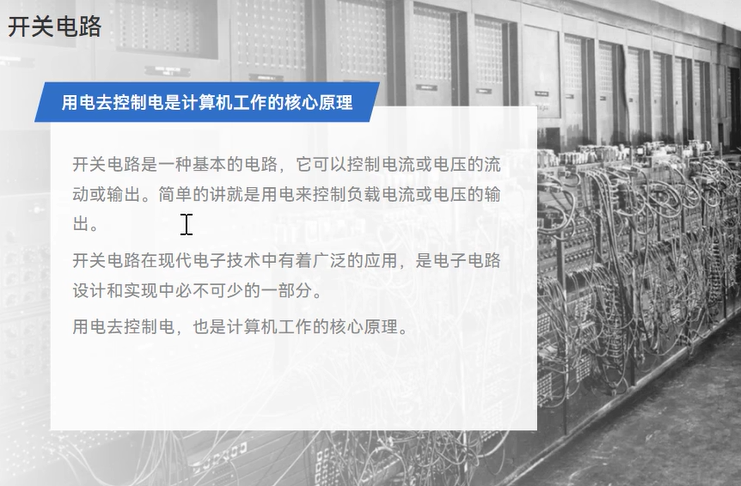 开关电路
用电去控制电是计算机工作的核心原理
开关电路是一种基本的电路，它可以控制电流或电压的流
动或输出。简单的讲就是用电来控制负载电流或电压的输
出。
开关电路在现代电子技术中有着广泛的应用，是电子电路
设计和实现中必不可少的一部分。
用电去控制电，也是计算机工作的核心原理。